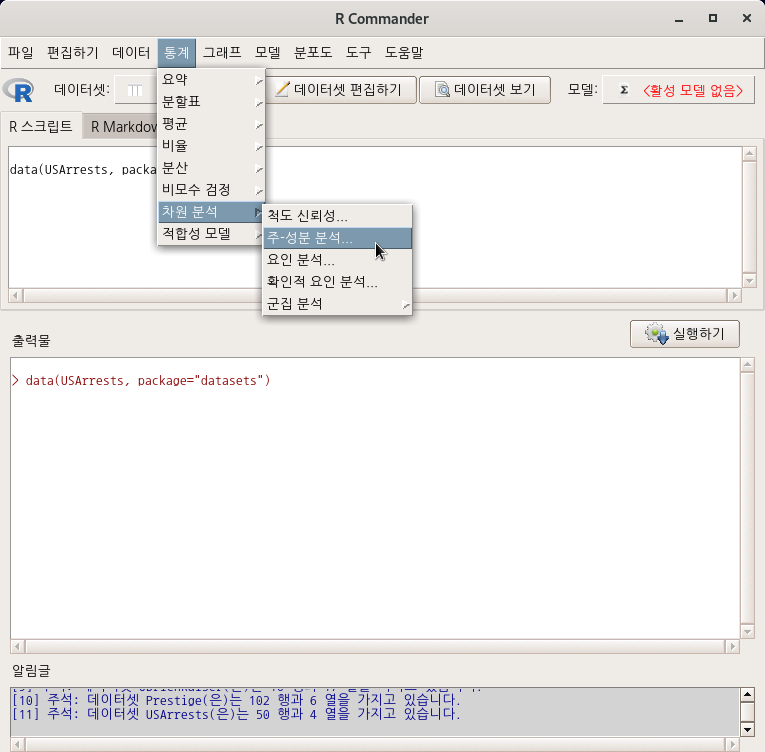 R Commander
파일 편집하기 데이터 통계 그래프 모델 분포도 도구 도움말
데이터셋: 데이터셋 편집하기 데이터셋 보기 모델: Σ <활성 모델 없음>
R 스크립트 R Markdow
요약
분할표
평균
비율
분산
비모수 검정
차원 분석
적합성 모델
척도 신뢰성...
주-성분 분석...
요인 분석...
확인적 요인 분석...
군집 분석
data(USArrests, packa
출력물 실행하기
> data(USArrests, package="datasets")
알림글
[10] 주석: 데이터셋 Prestige(은)는 102 행과 6 열을 가지고 있습니다.
[11] 주석: 데이터셋 USArrests(은)는 50 행과 4 열을 가지고 있습니다.